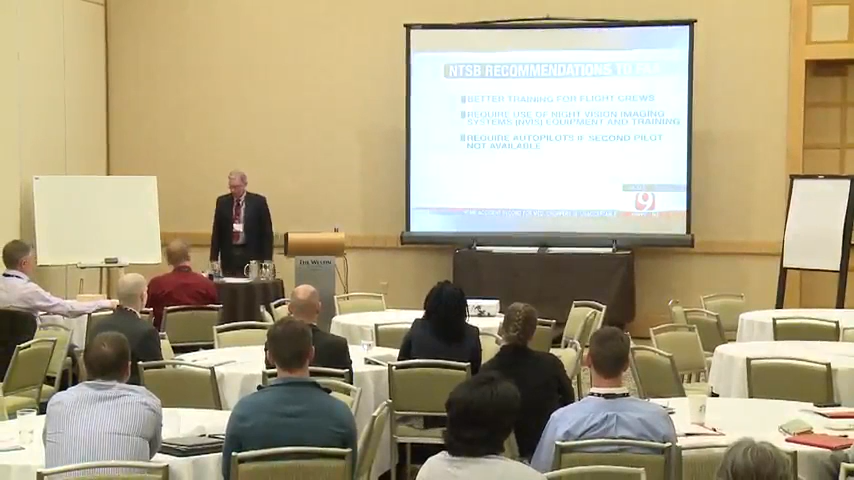 NTSB RECOMMENDATIONS TO FAA
BETTER TRAINING FOR FLIGHT CREWS
REQUIRE USE OF NIGHT VISION IMAGING
SYSTEMS (NVIS) EQUIPMENT AND TRAINING
REQUIRE AUTOPILOTS IF SECOND PILOT
NOT AVAILABLE
9
THE WESTIN